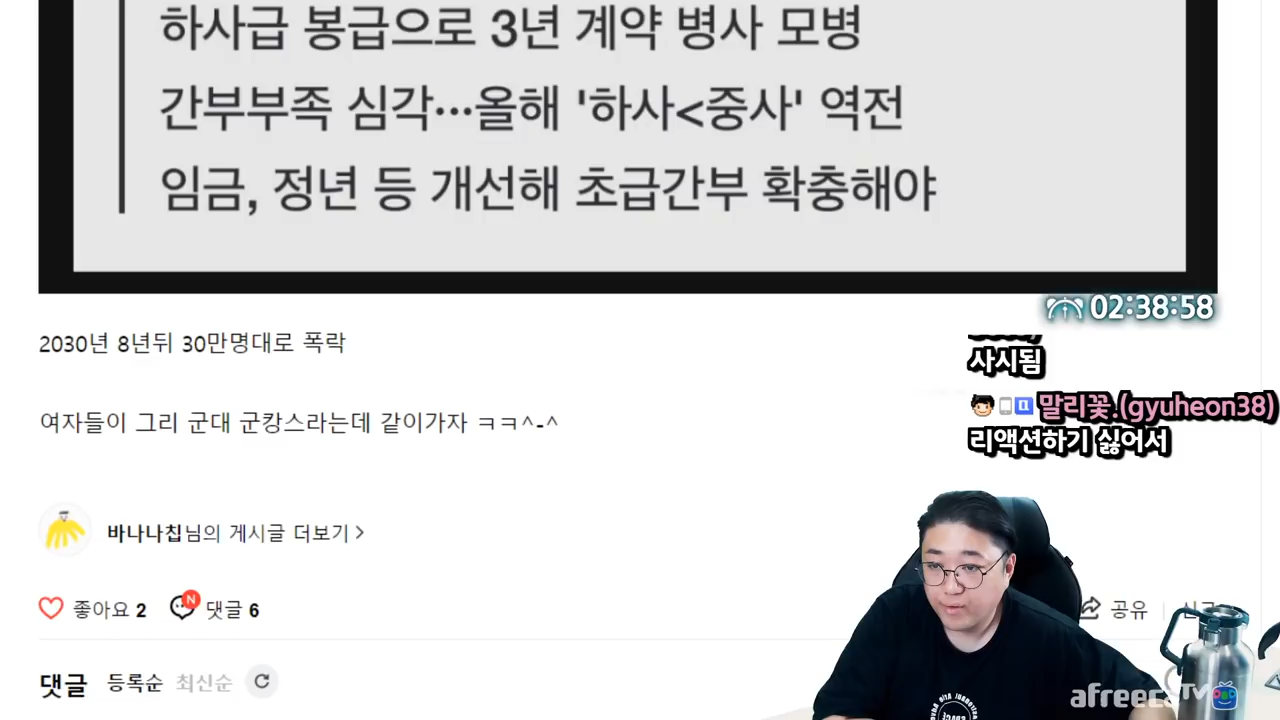 하사급 봉급으로 3년 계약 병사 모병
간부부족 심각···올해 '하사<중사' 역전
임금, 정년 등 개선해 초급간부 확충해야
02:38:58
2030년 8년뒤 30만명대로 폭락
사시됨
말리꽃.(gyuheon38)
리액션하기 싫어서
여자들이 그리 군대 군캉스라는데 같이가자 ㅋㅋ^-^
바나나칩님의 게시글 더보기 >
좋아요 2 댓글 6
공유
댓글 등록순 최신순
afreecaTV